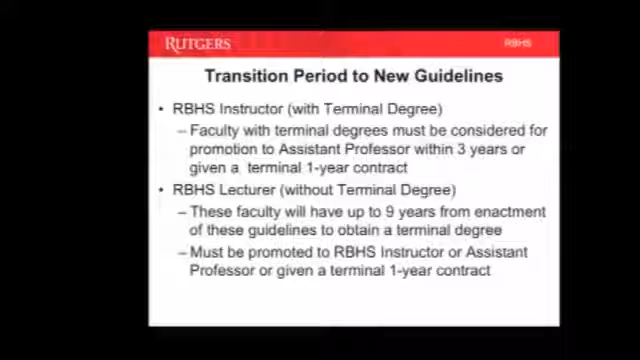 RUTGERS
RBHS
Transition Period to New Guidelines
• RBHS Instructor (with Terminal Degree)
– Faculty with terminal degrees must be considered for
promotion to Assistant Professor within 3 years or
given a terminal 1-year contract
• RBHS Lecturer (without Terminal Degree)
– These faculty will have up to 9 years from enactment
of these guidelines to obtain a terminal degree
– Must be promoted to RBHS Instructor or Assistant
Professor or given a terminal 1-year contract